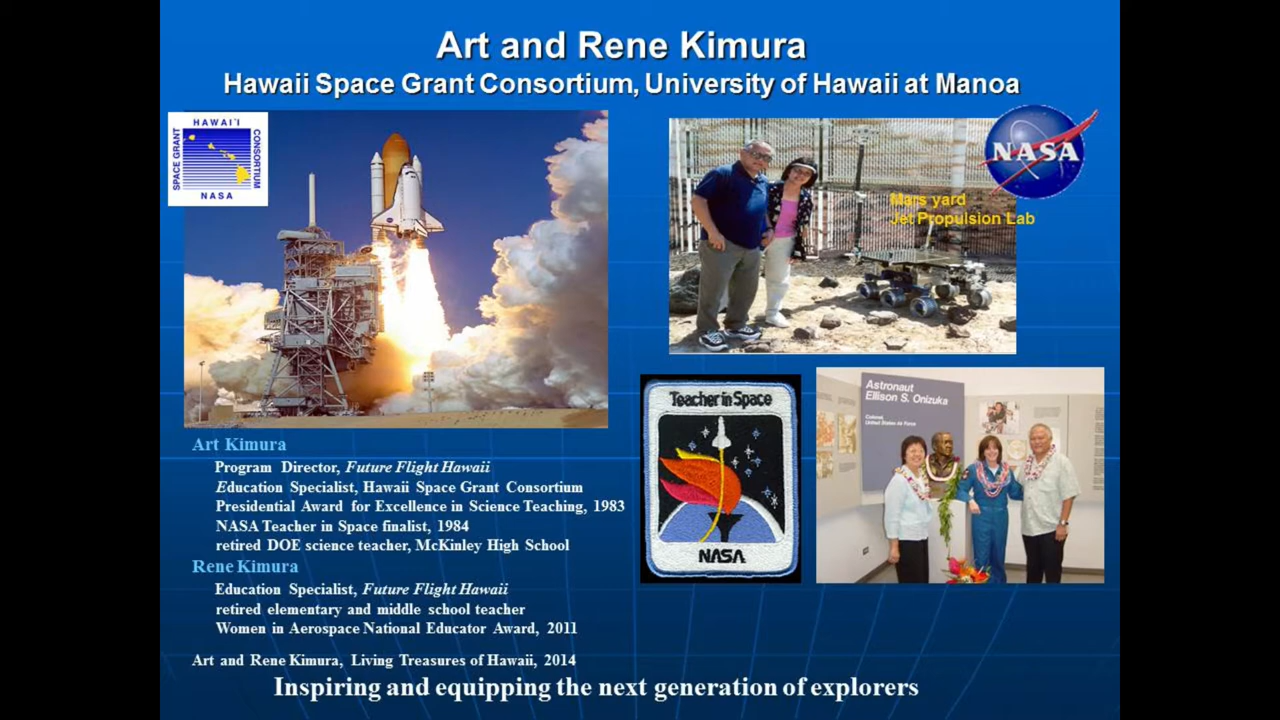 Art and Rene Kimura
Hawaii Space Grant Consortium, University of Hawaii at Manoa
HAWAI'I
SPACE GRANT
CONSORTIUM
NASA
NASA
Mars yard
Jet Propulsion Lab
Teacher in Space
NASA
Astronaut
Ellison S. Onizuka
Colonel,
United States Air Force
Art Kimura
Program Director, Future Flight Hawaii
Education Specialist, Hawaii Space Grant Consortium
Presidential Award for Excellence in Science Teaching, 1983
NASA Teacher in Space finalist, 1984
retired DOE science teacher, McKinley High School
Rene Kimura
Education Specialist, Future Flight Hawaii
retired elementary and middle school teacher
Women in Aerospace National Educator Award, 2011
Art and Rene Kimura, Living Treasures of Hawaii, 2014
Inspiring and equipping the next generation of explorers